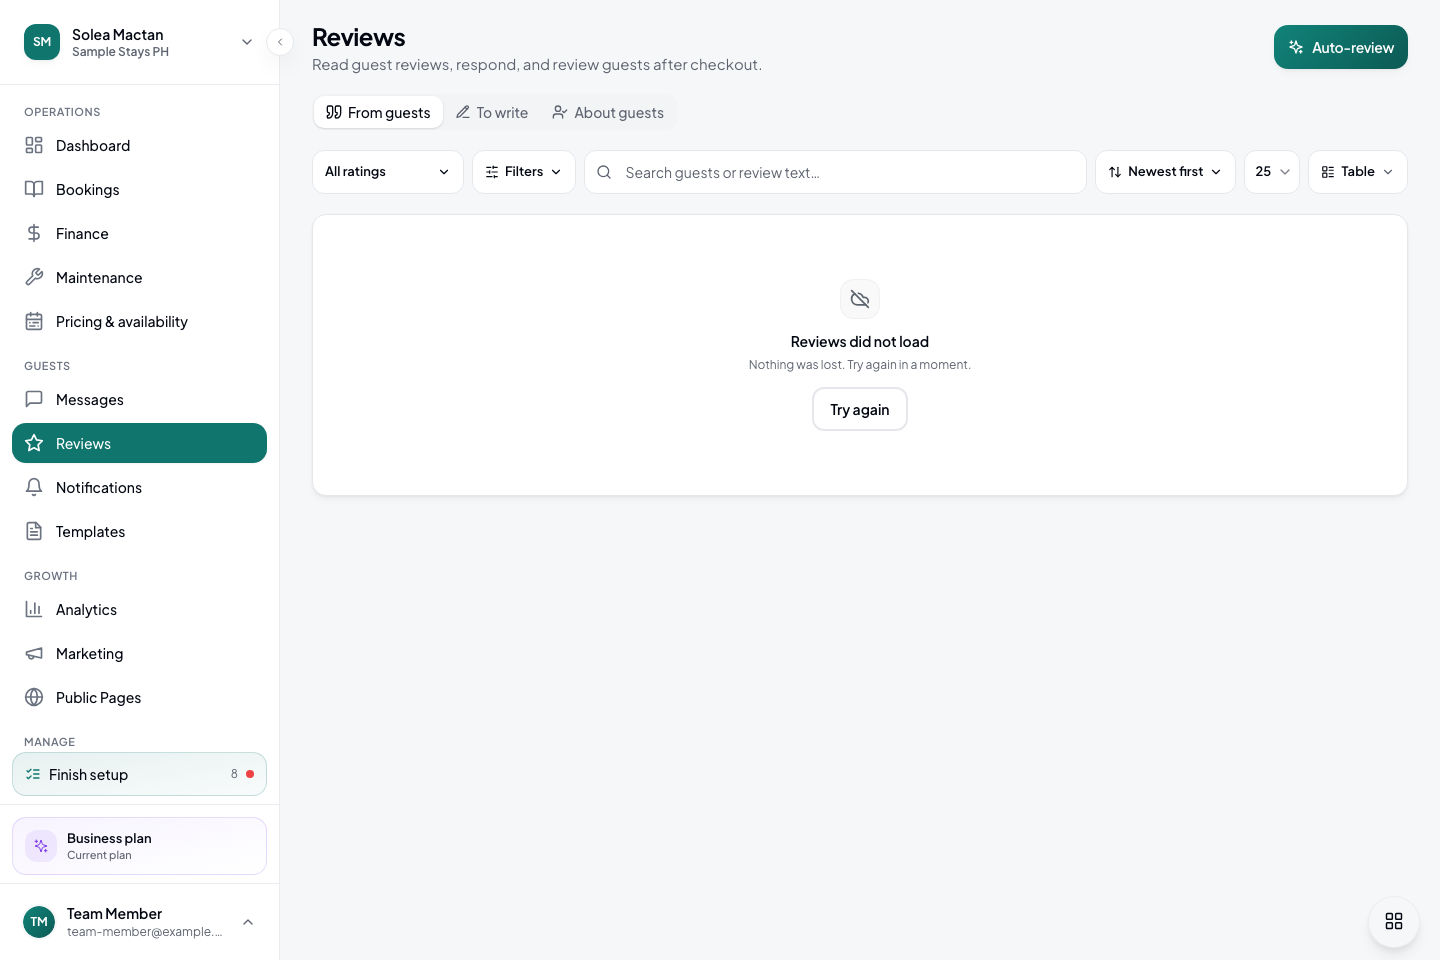 SM
Solea Mactan
Sample Stays PH
OPERATIONS
Dashboard
Bookings
Finance
Maintenance
Pricing & availability
GUESTS
Messages
Reviews
Notifications
Templates
GROWTH
Analytics
Marketing
Public Pages
MANAGE
Finish setup 8
Business plan
Current plan
TM
Team Member
team-member@example....
Reviews
Read guest reviews, respond, and review guests after checkout.
Auto-review
From guests To write About guests
All ratings Filters Search guests or review text... Newest first 25 Table
Reviews did not load
Nothing was lost. Try again in a moment.
Try again